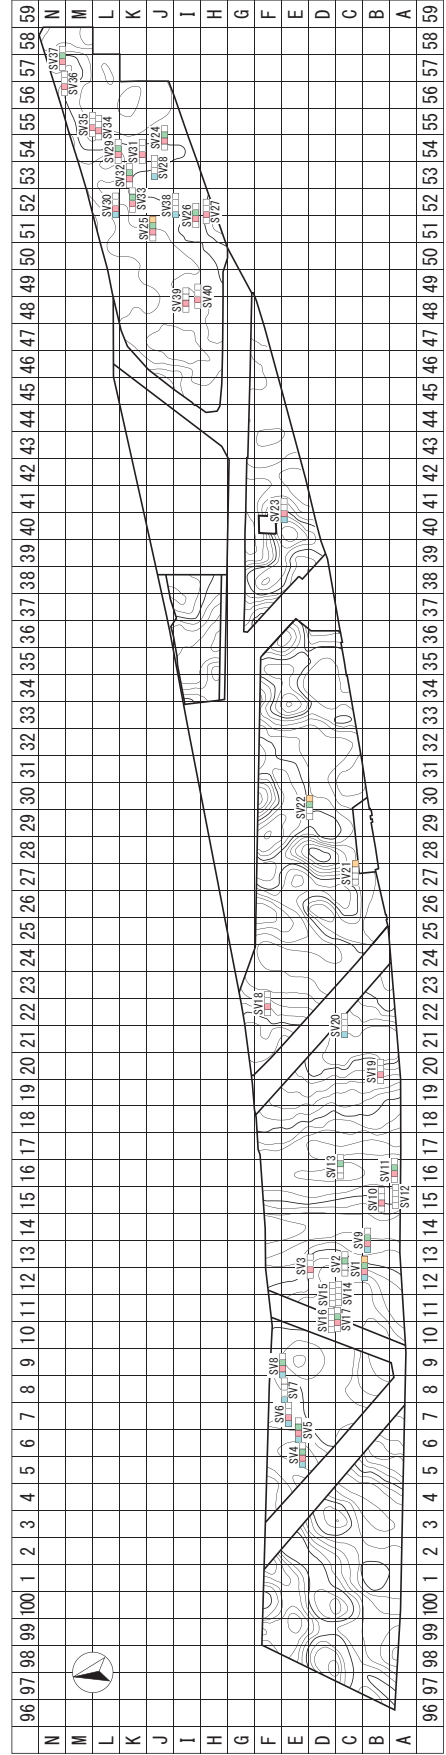 59 58 57 56 55 54 53 52 51 50 49 48 47 46 45 44 43 42 41 40 39 38 37 36 35 34 33 32 31 30 29 28 27 26 25 24 23 22 21 20 19 18 17 16 15 14 13 12 11 10 9 8 7 6 5 4 3 2 1 100 99 98 97 96
N M L K J I H G F E D C B A
SV37
SV36
SV35
SV34
SV29
SV31
SV24
SV32
SV28
SV30
SV33
SV38
SV26
SV27
SV25
SV39
SV40
SV23
SV22
SV21
SV18
SV20
SV19
SV13
SV11
SV10
SV12
SV9
SV3
SV2
SV1
SV15
SV14
SV16
SV17
SV8
SV7
SV6
SV5
SV4
N M L K J I H G F E D C B A
59 58 57 56 55 54 53 52 51 50 49 48 47 46 45 44 43 42 41 40 39 38 37 36 35 34 33 32 31 30 29 28 27 26 25 24 23 22 21 20 19 18 17 16 15 14 13 12 11 10 9 8 7 6 5 4 3 2 1 100 99 98 97 96